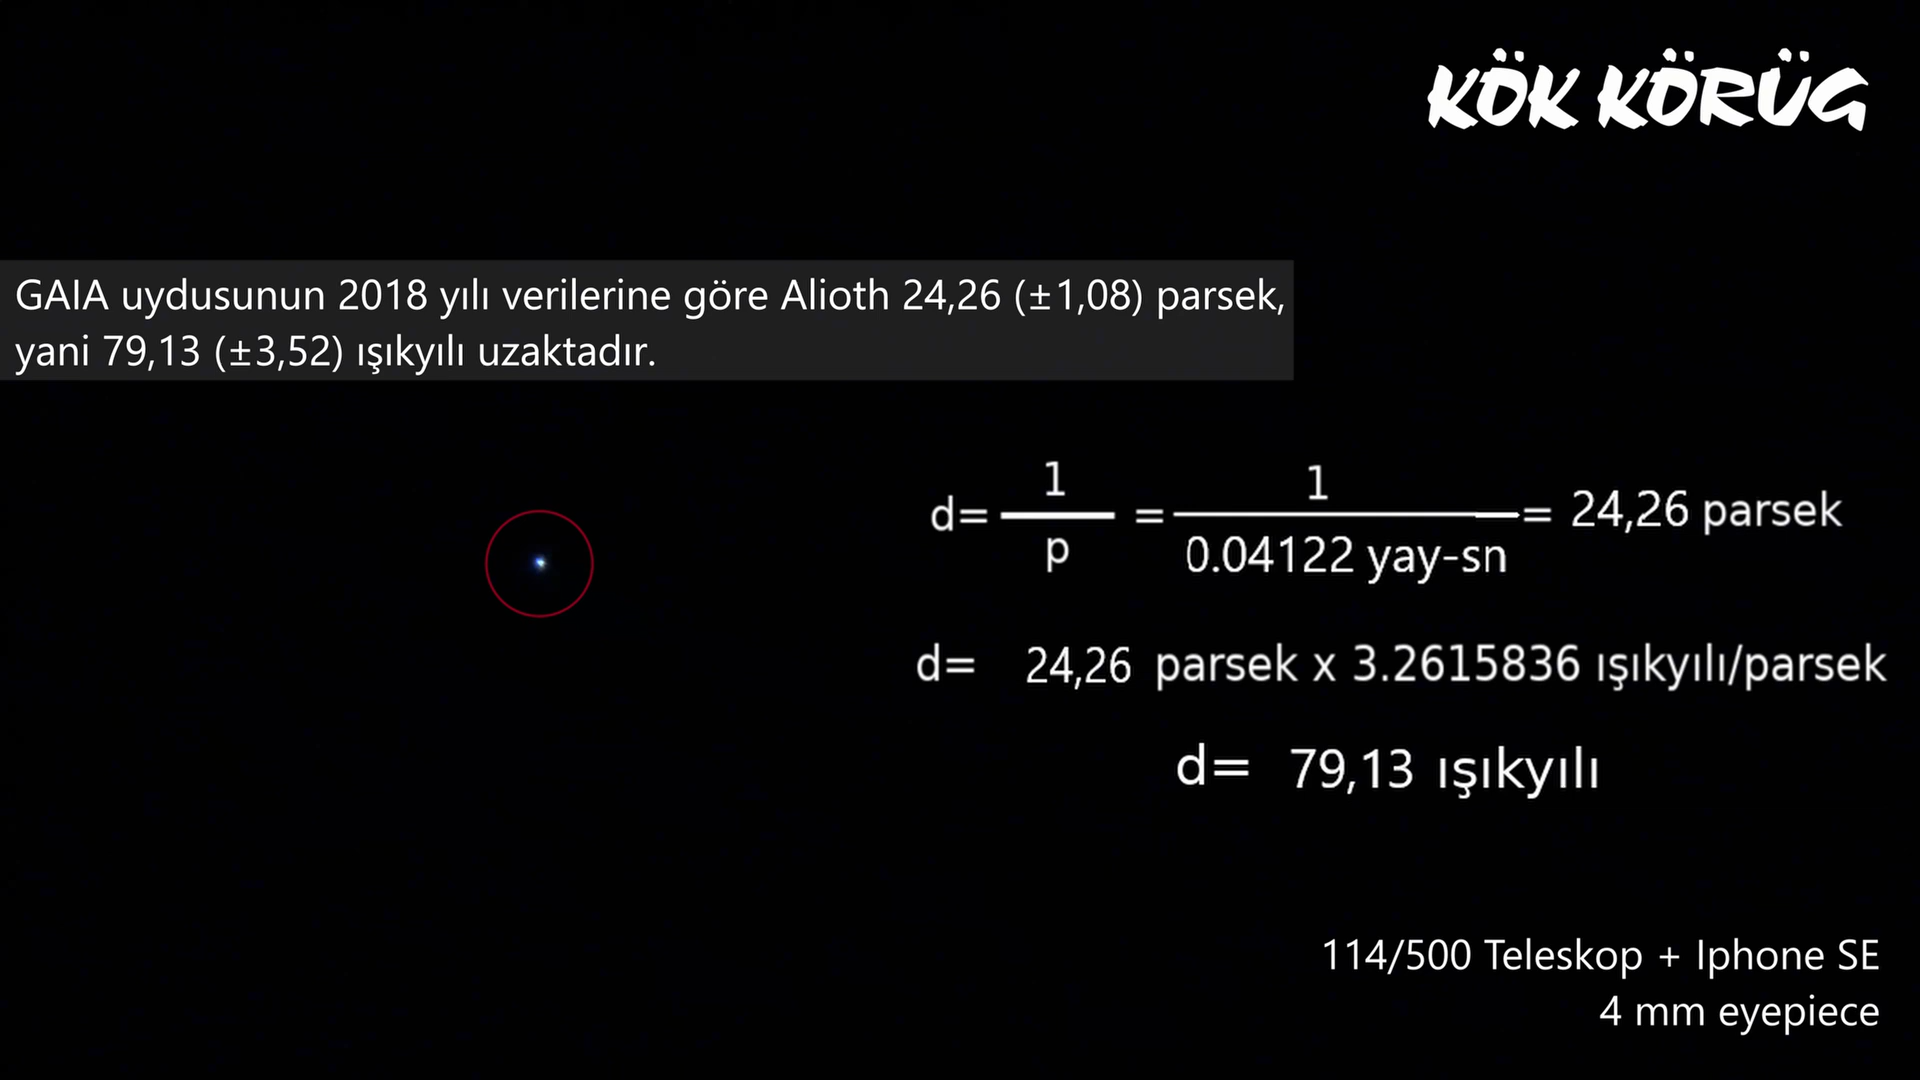 KÖK KÖRÜG
GAIA uydusunun 2018 yılı verilerine göre Alioth 24,26 (±1,08) parsek,
yani 79,13 (±3,52) ışıkyılı uzaktadır.
d= 1/p = 1/0.04122 yay-sn = 24,26 parsek
d= 24,26 parsek x 3.2615836 ışıkyılı/parsek
d= 79,13 ışıkyılı
114/500 Teleskop + Iphone SE
4 mm eyepiece